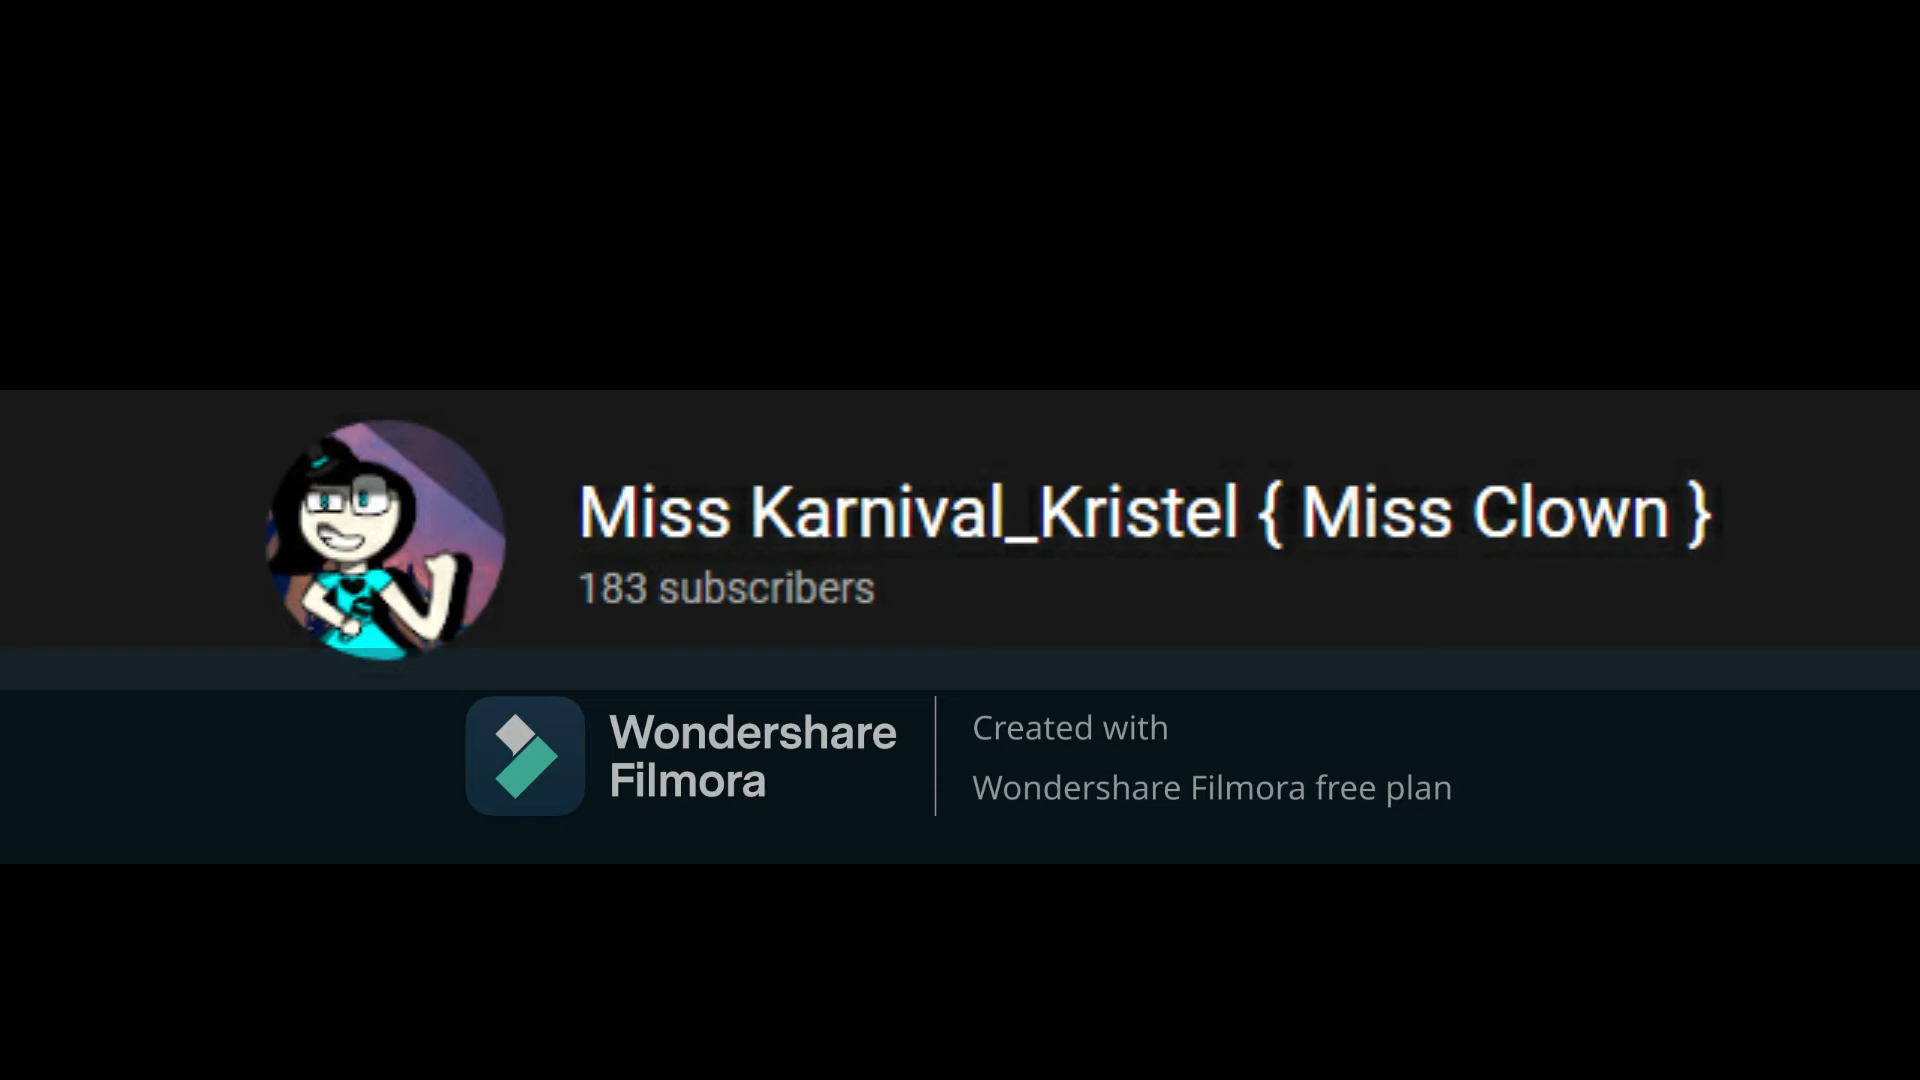 Miss Karnival_Kristel { Miss Clown }
183 subscribers
Wondershare
Filmora
Created with
Wondershare Filmora free plan